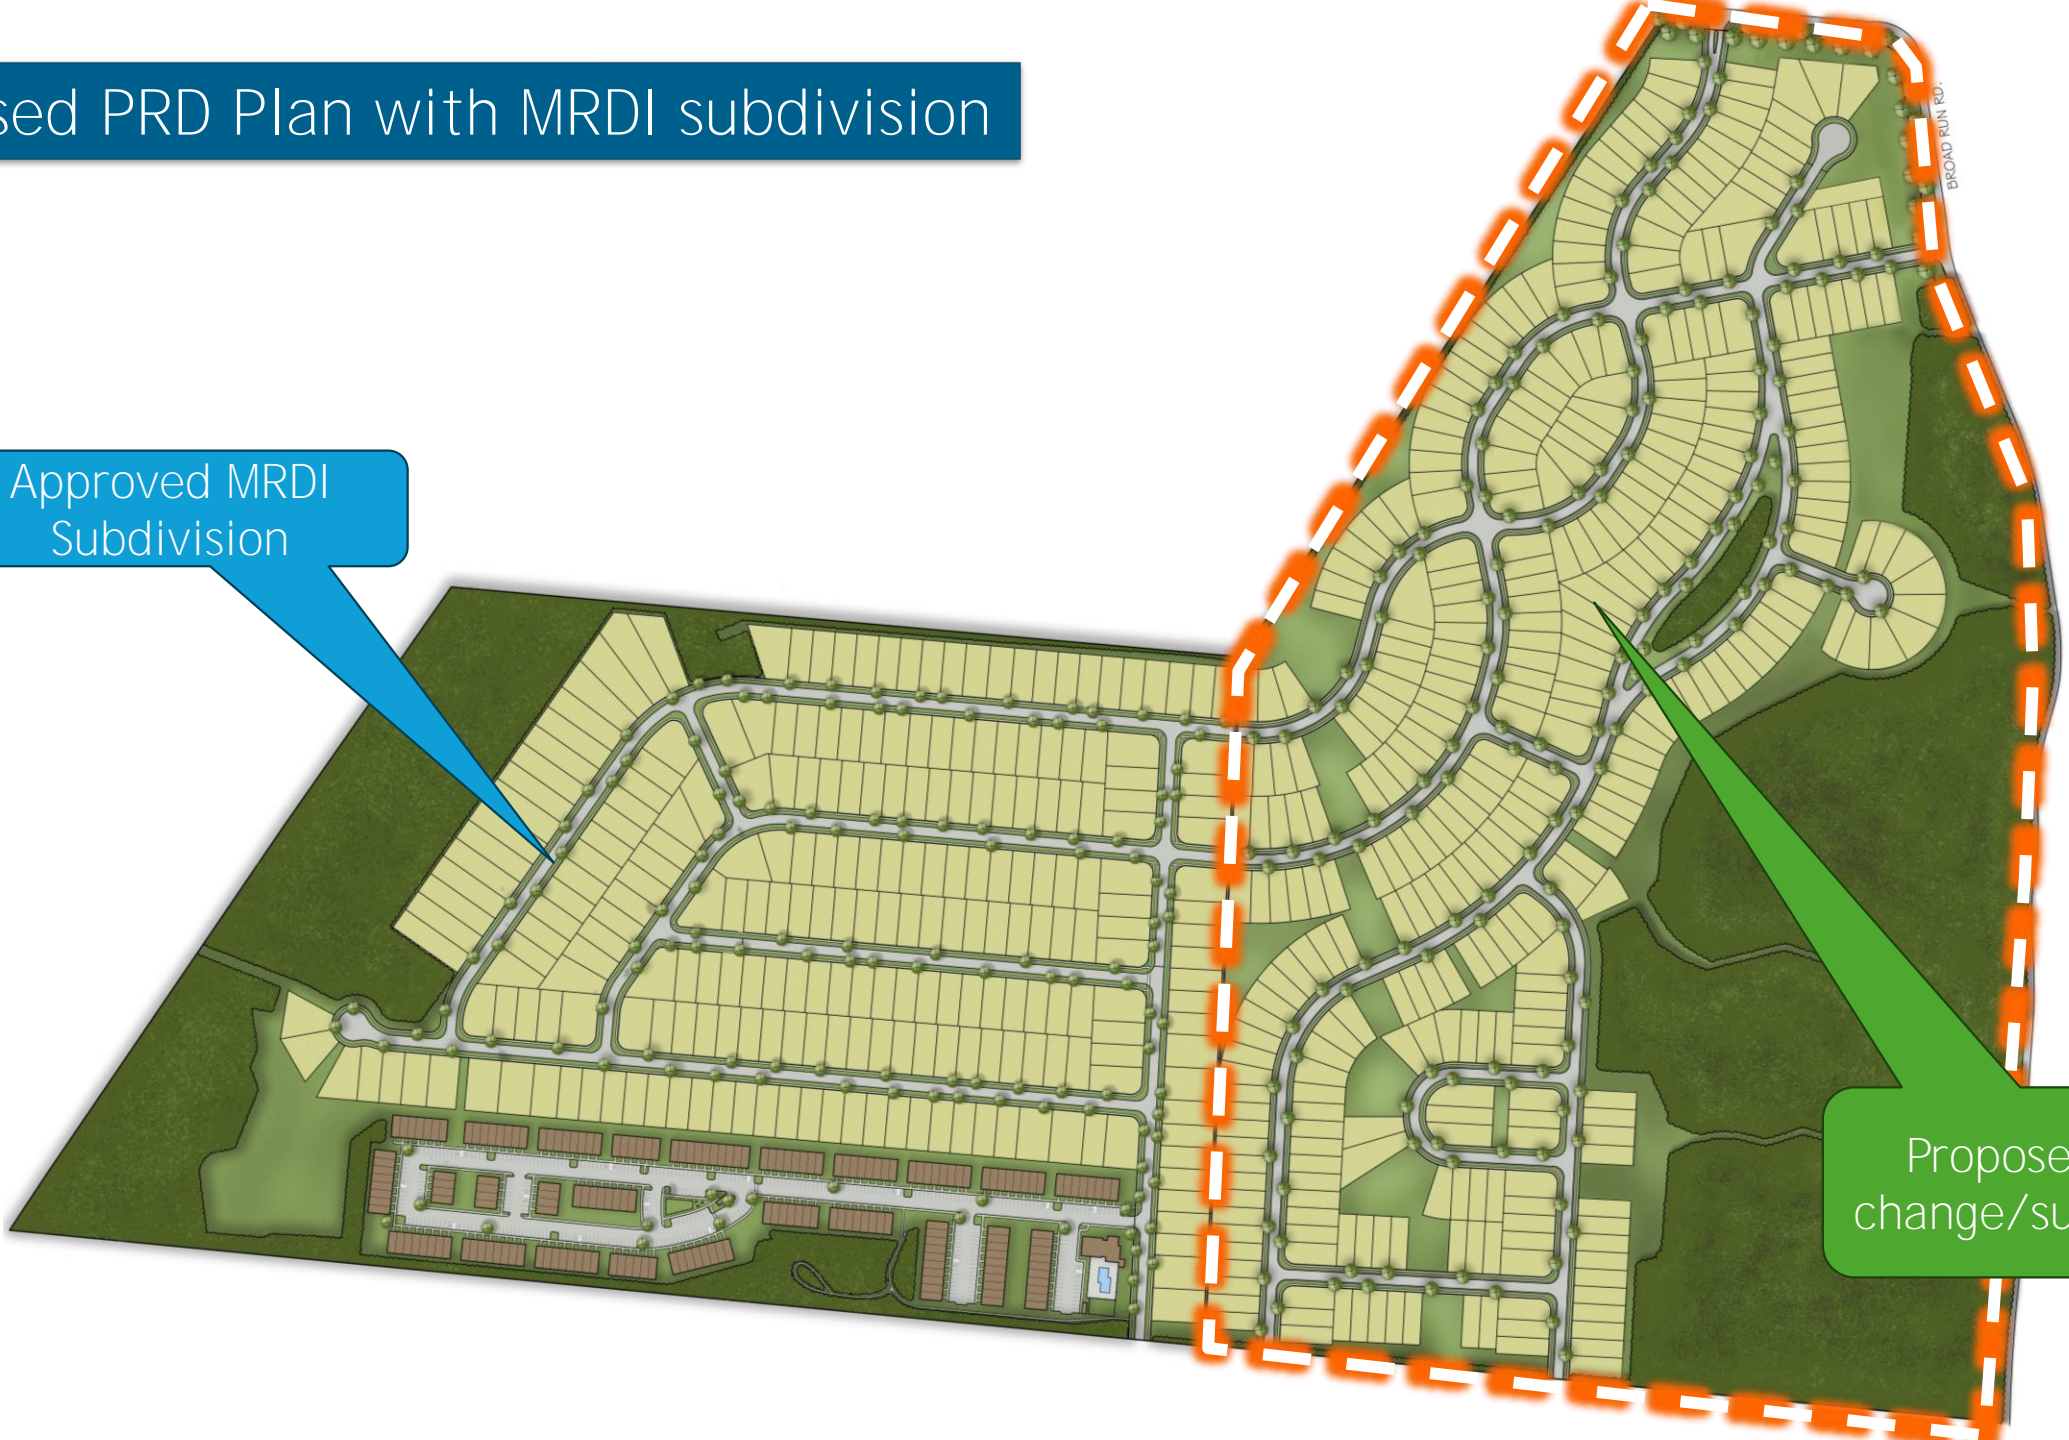 sed PRD Plan with MRDI subdivision
BROAD RUN RD.
Approved MRDI
Subdivision
Propose
change/su